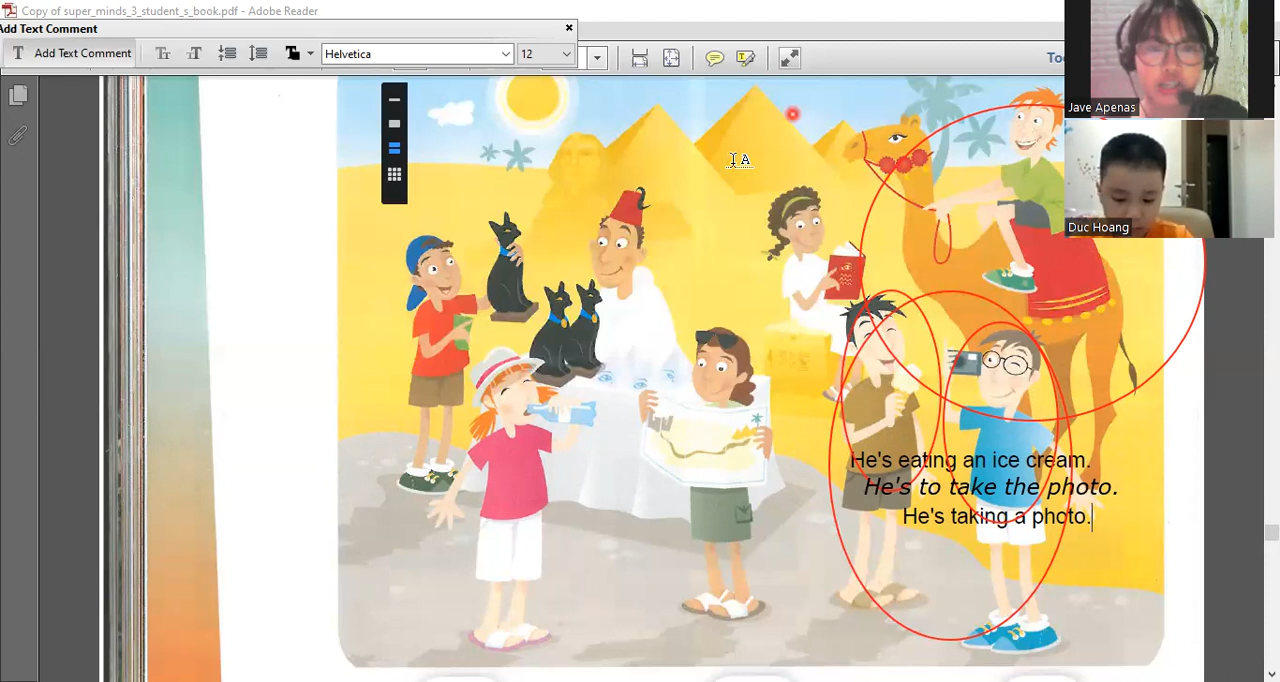 Copy of super_minds_3_student_s_book.pdf - Adobe Reader
Add Text Comment
T Add Text Comment
Helvetica
12
Jave Apenas
Duc Hoang
A
He's eating an ice cream.
He's to take the photo.
He's taking a photo.